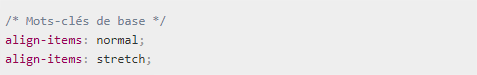 /* Mots-clés de base */
align-items: normal;
align-items: stretch;